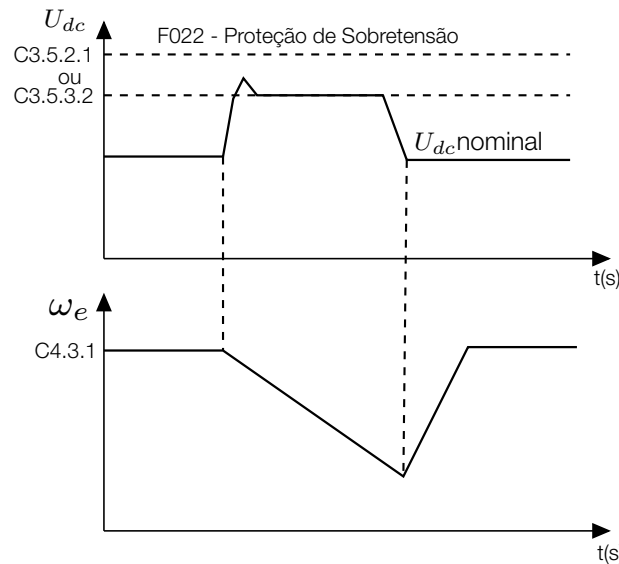 U_dc
F022 - Proteção de Sobretensão
C3.5.2.1
ou
C3.5.3.2
U_dc nominal
t(s)
ω_e
C4.3.1
t(s